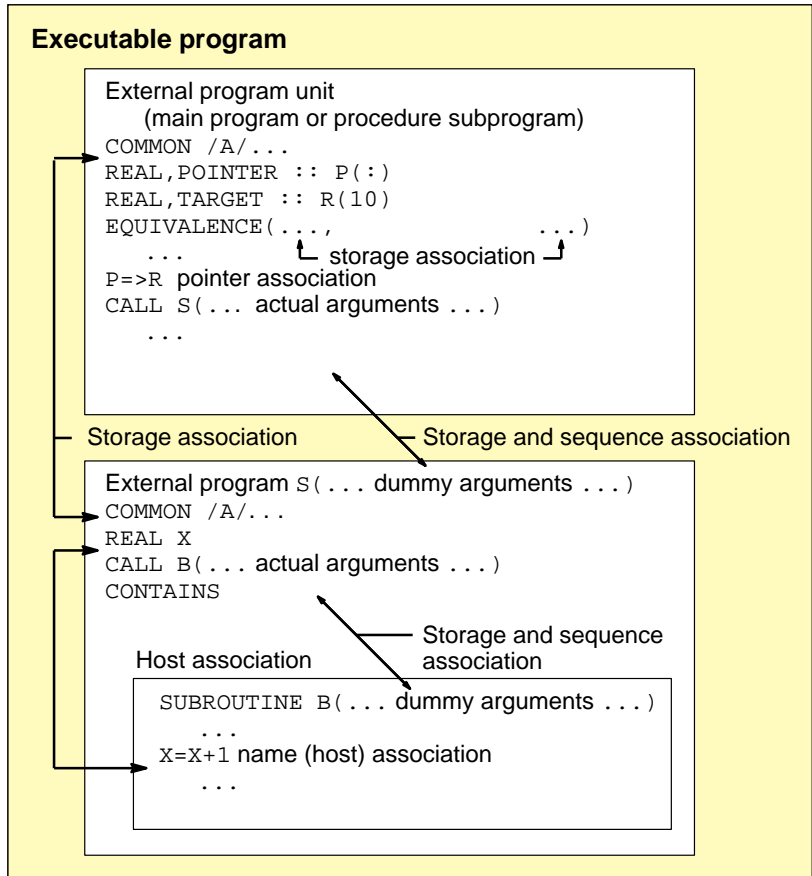 Executable program
External program unit
(main program or procedure subprogram)
COMMON /A/...
REAL,POINTER :: P(:)
REAL,TARGET :: R(10)
EQUIVALENCE(..., ...)
... storage association
P=>R pointer association
CALL S(... actual arguments ...)
...
Storage association
Storage and sequence association
External program S(... dummy arguments ...)
COMMON /A/...
REAL X
CALL B(... actual arguments ...)
CONTAINS
Storage and sequence
association
Host association
SUBROUTINE B(... dummy arguments ...)
...
X=X+1 name (host) association
...